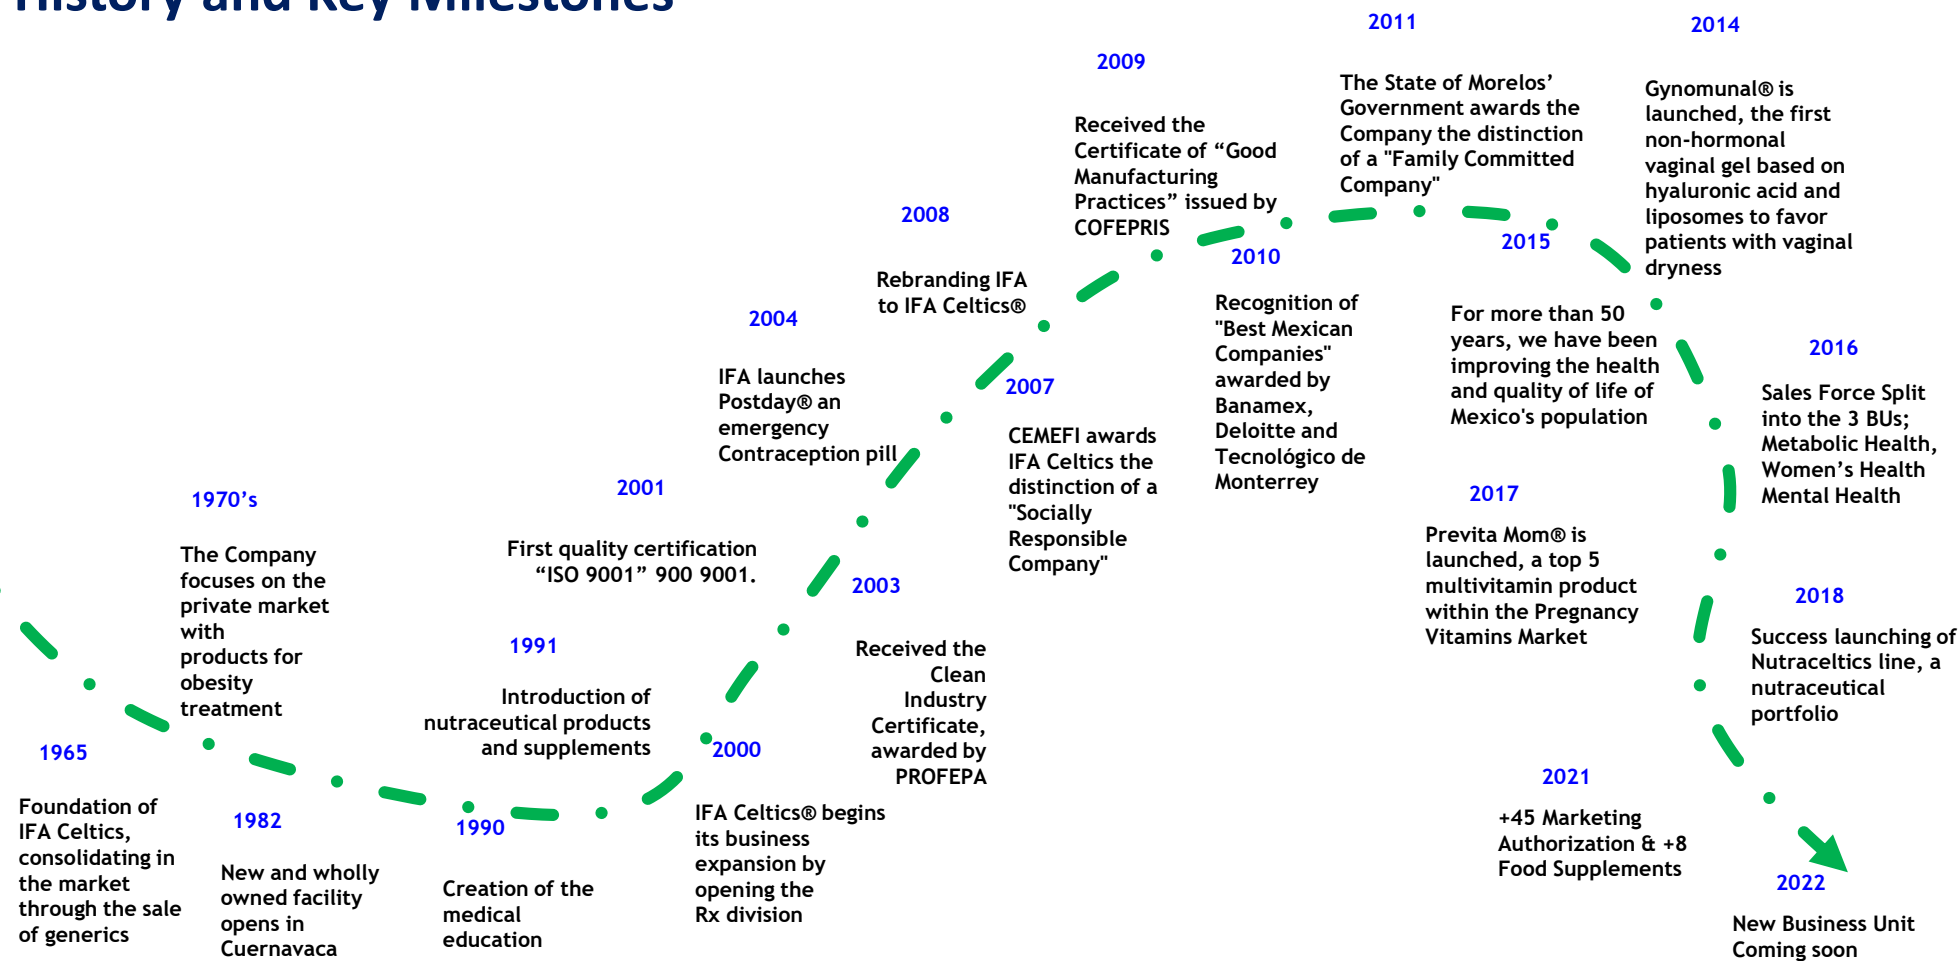 History and Key Milestones
1965
Foundation of
IFA Celtics,
consolidating in
the market
through the sale
of generics
1970’s
The Company
focuses on the
private market
with
products for
obesity
treatment
1982
New and wholly
owned facility
opens in
Cuernavaca
1990
Creation of the
medical
education
1991
Introduction of
nutraceutical products
and supplements
2000
IFA Celtics® begins
its business
expansion by
opening the
Rx division
2001
First quality certification
“ISO 9001” 900 9001.
2003
Received the
Clean
Industry
Certificate,
awarded by
PROFEPA
2004
IFA launches
Postday® an
emergency
Contraception pill
2007
CEMEFI awards
IFA Celtics the
distinction of a
"Socially
Responsible
Company"
2008
Rebranding IFA
to IFA Celtics®
2009
Received the
Certificate of “Good
Manufacturing
Practices” issued by
COFEPRIS
2010
Recognition of
"Best Mexican
Companies"
awarded by
Banamex,
Deloitte and
Tecnológico de
Monterrey
2011
The State of Morelos’
Government awards the
Company the distinction
of a "Family Committed
Company"
2014
Gynomunal® is
launched, the first
non-hormonal
vaginal gel based on
hyaluronic acid and
liposomes to favor
patients with vaginal
dryness
2015
For more than 50
years, we have been
improving the health
and quality of life of
Mexico's population
2016
Sales Force Split
into the 3 BUs;
Metabolic Health,
Women’s Health
Mental Health
2017
Previta Mom® is
launched, a top 5
multivitamin product
within the Pregnancy
Vitamins Market
2018
Success launching of
Nutraceltics line, a
nutraceutical
portfolio
2021
+45 Marketing
Authorization & +8
Food Supplements
2022
New Business Unit
Coming soon